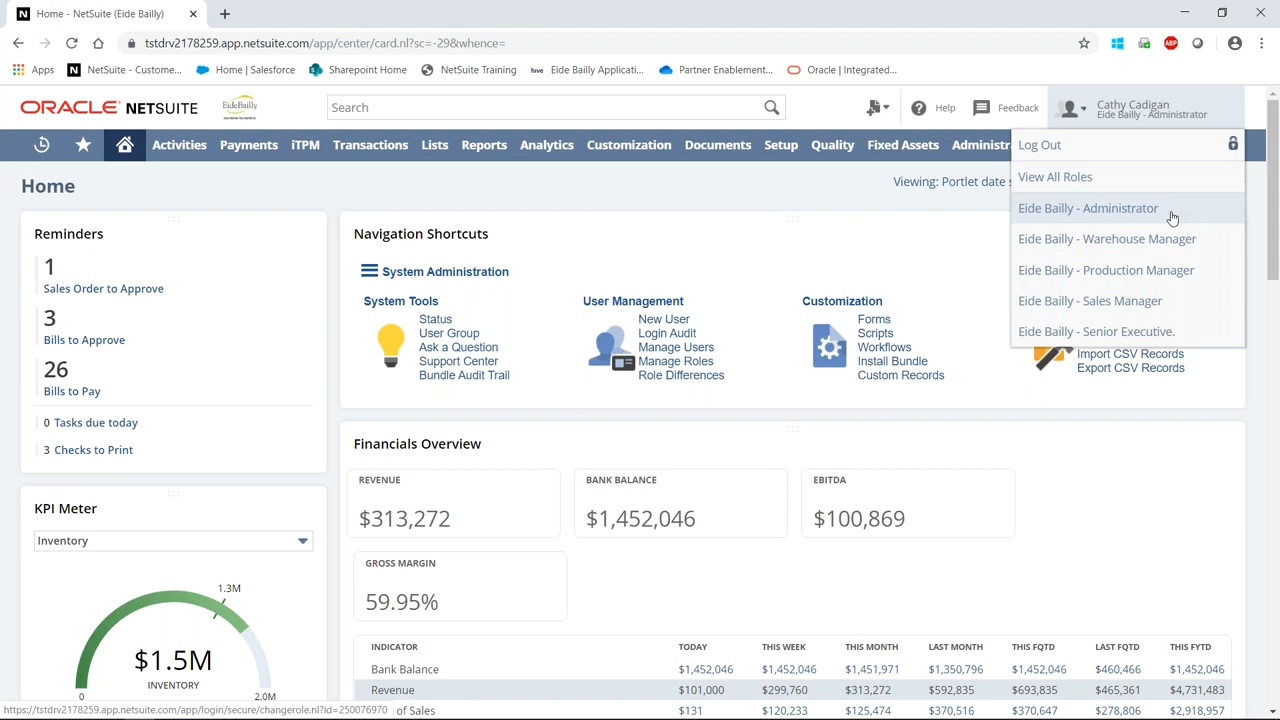 Home - NetSuite (Eide Bailly)
tstdrv2178259.app.netsuite.com/app/center/card.nl?sc=-29&whence=
Apps NetSuite - Custome... Home | Salesforce Sharepoint Home NetSuite Training hive Eide Bailly Applicati... Partner Enablement... Oracle | Integrated...
ORACLE NETSUITE EideBailly Search Help Feedback Cathy Cadigan
Eide Bailly - Administrator
Activities Payments iTPM Transactions Lists Reports Analytics Customization Documents Setup Quality Fixed Assets Administr
Log Out
View All Roles
Eide Bailly - Administrator
Eide Bailly - Warehouse Manager
Eide Bailly - Production Manager
Eide Bailly - Sales Manager
Eide Bailly - Senior Executive.
Home
Viewing: Portlet date s
Reminders
1
Sales Order to Approve
3
Bills to Approve
26
Bills to Pay
0 Tasks due today
3 Checks to Print
KPI Meter
Inventory
1.3M
$1.5M
INVENTORY
0 2.0M
Navigation Shortcuts
System Administration
System Tools
Status
User Group
Ask a Question
Support Center
Bundle Audit Trail
User Management
New User
Login Audit
Manage Users
Manage Roles
Role Differences
Customization
Forms
Scripts
Workflows
Install Bundle
Custom Records
Import CSV Records
Export CSV Records
Financials Overview
REVENUE
$313,272
BANK BALANCE
$1,452,046
EBITDA
$100,869
GROSS MARGIN
59.95%
INDICATOR TODAY THIS WEEK THIS MONTH LAST MONTH THIS FQTD LAST FQTD THIS FYTD
Bank Balance $1,452,046 $1,452,046 $1,451,971 $1,350,796 $1,452,046 $460,466 $1,452,046
Revenue $101,000 $299,760 $313,272 $592,835 $693,835 $465,361 $4,731,483
of Sales $131 $120,233 $125,474 $370,516 $370,647 $278,806 $2,918,957
https://tstdrv2178259.app.netsuite.com/app/login/secure/changerole.nl?id=250076970